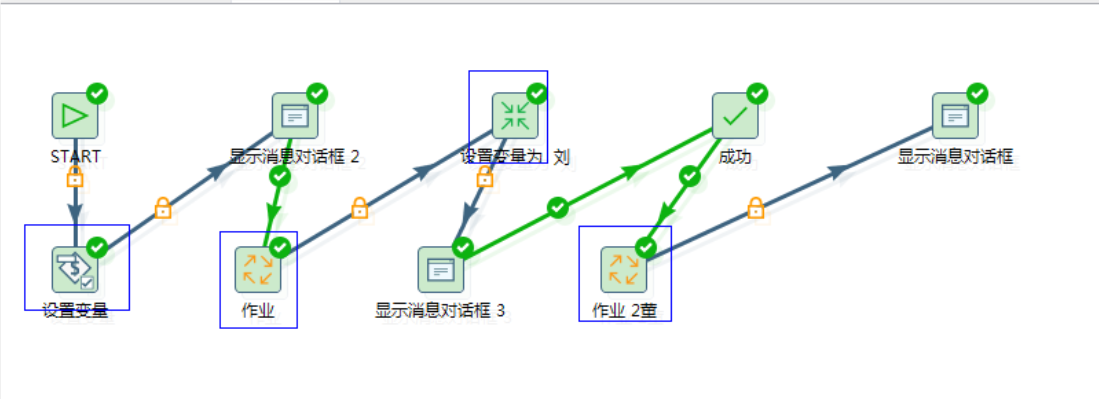 START
显示消息对话框 2
设置变量为 刘
成功
显示消息对话框
设置变量
作业
显示消息对话框 3
作业 2董